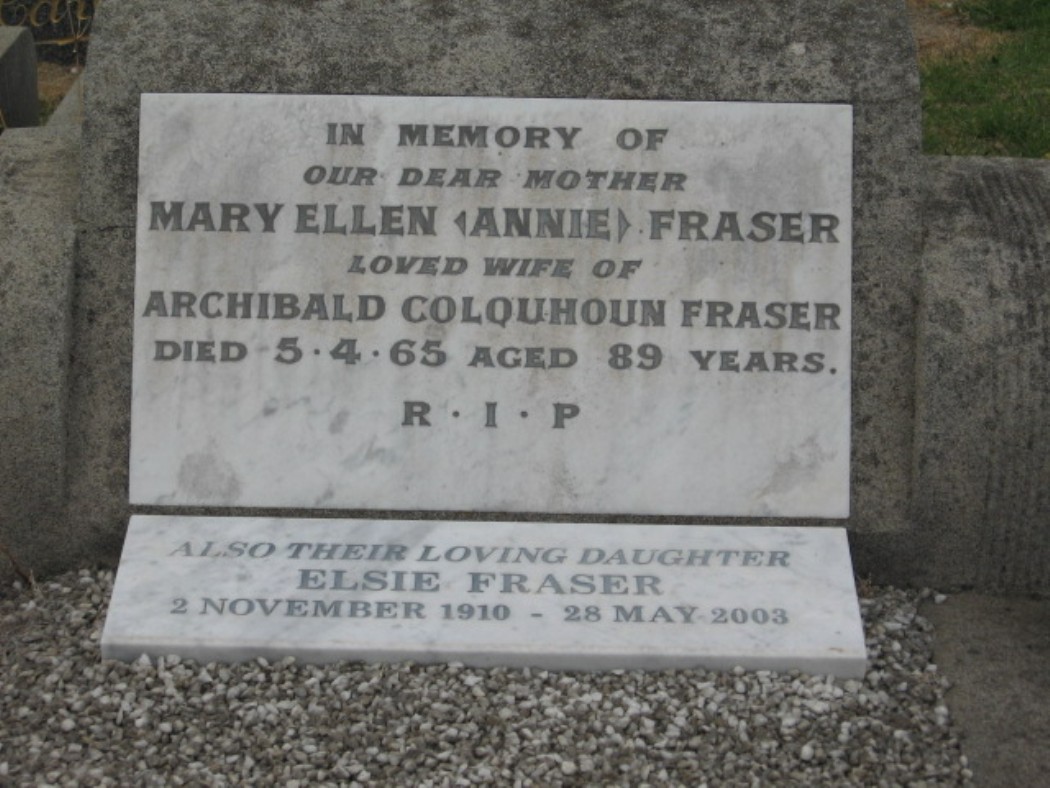 IN MEMORY OF
OUR DEAR MOTHER
MARY ELLEN (ANNIE) FRASER
LOVED WIFE OF
ARCHIBALD COLQUHOUN FRASER
DIED 5·4·65 AGED 89 YEARS.
R·I·P
ALSO THEIR LOVING DAUGHTER
ELSIE FRASER
2 NOVEMBER 1910 - 28 MAY 2003